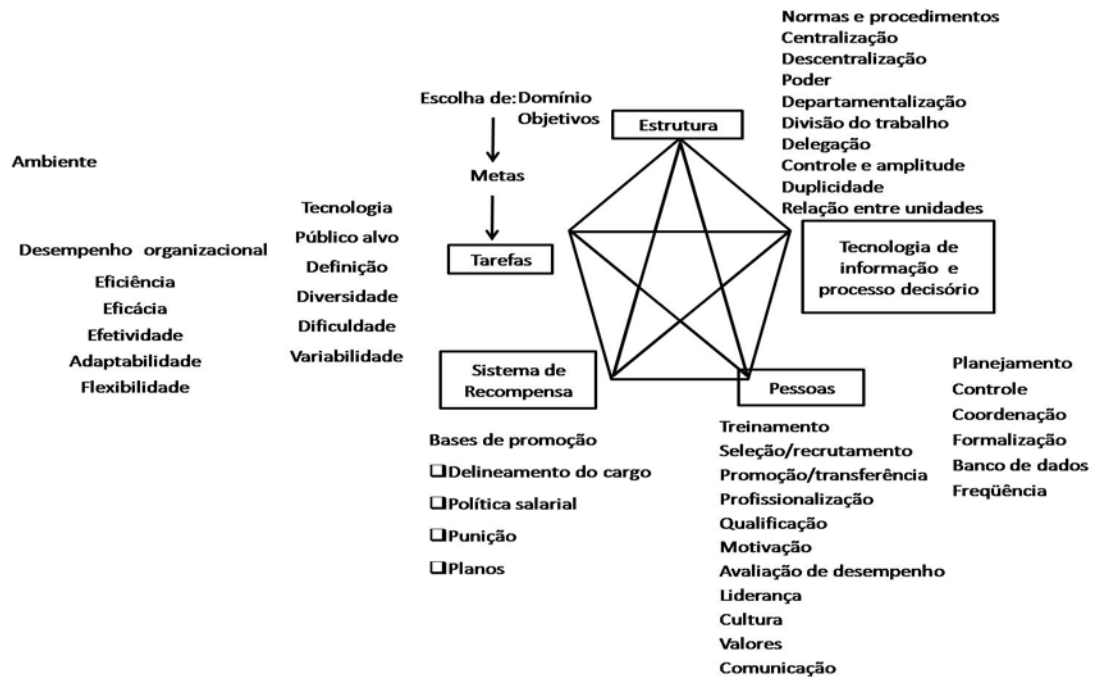 Normas e procedimentos
Centralização
Descentralização
Poder
Departamentalização
Divisão do trabalho
Delegação
Controle e amplitude
Duplicidade
Relação entre unidades
Escolha de: Domínio
Objetivos
Estrutura
Ambiente
Metas
Tecnologia
Público alvo
Definição
Diversidade
Dificuldade
Variabilidade
Desempenho organizacional
Eficiência
Eficácia
Efetividade
Adaptabilidade
Flexibilidade
Tarefas
Tecnologia de
informação e
processo decisório
Sistema de
Recompensa
Pessoas
Planejamento
Controle
Coordenação
Formalização
Banco de dados
Freqüência
Bases de promoção
❑Delineamento do cargo
❑Política salarial
❑Punição
❑Planos
Treinamento
Seleção/recrutamento
Promoção/transferência
Profissionalização
Qualificação
Motivação
Avaliação de desempenho
Liderança
Cultura
Valores
Comunicação